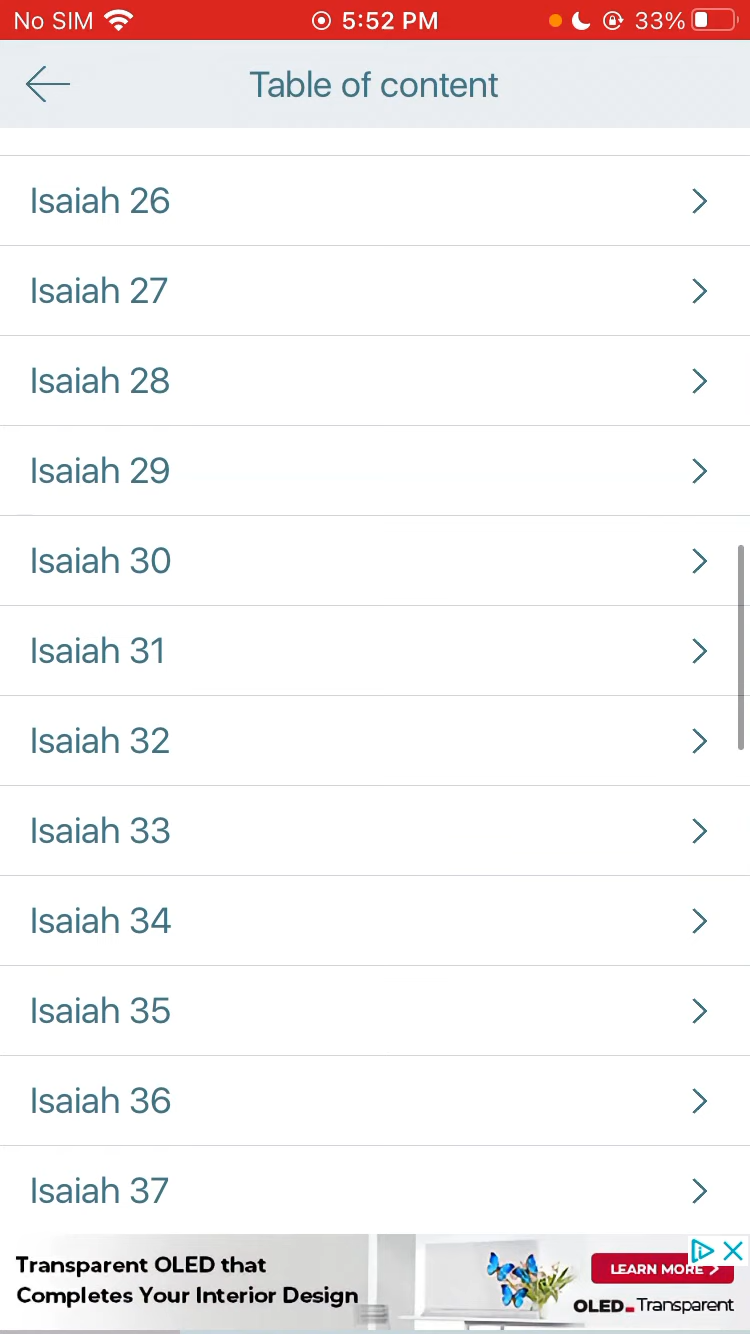 No SIM 5:52 PM 33%
Table of content
Isaiah 26
Isaiah 27
Isaiah 28
Isaiah 29
Isaiah 30
Isaiah 31
Isaiah 32
Isaiah 33
Isaiah 34
Isaiah 35
Isaiah 36
Isaiah 37
Transparent OLED that
Completes Your Interior Design
LEARN MORE >
OLED Transparent